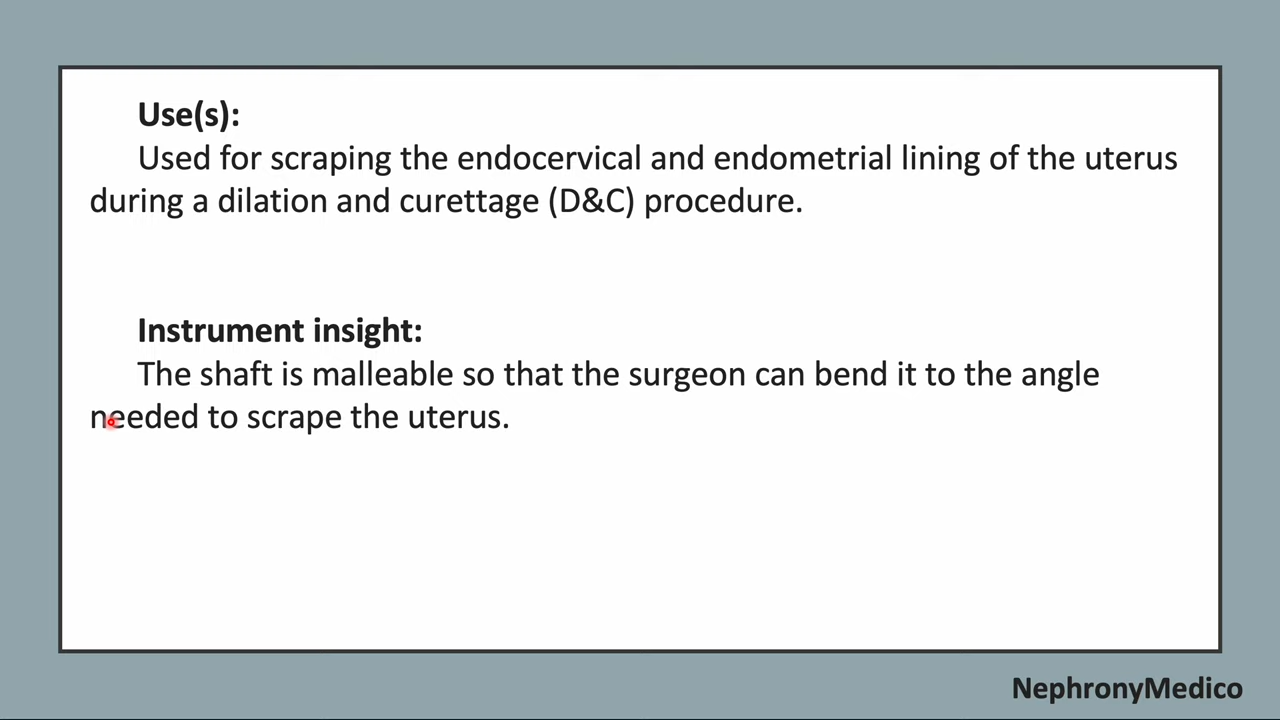 Use(s):
Used for scraping the endocervical and endometrial lining of the uterus
during a dilation and curettage (D&C) procedure.
Instrument insight:
The shaft is malleable so that the surgeon can bend it to the angle
needed to scrape the uterus.
NephronyMedico